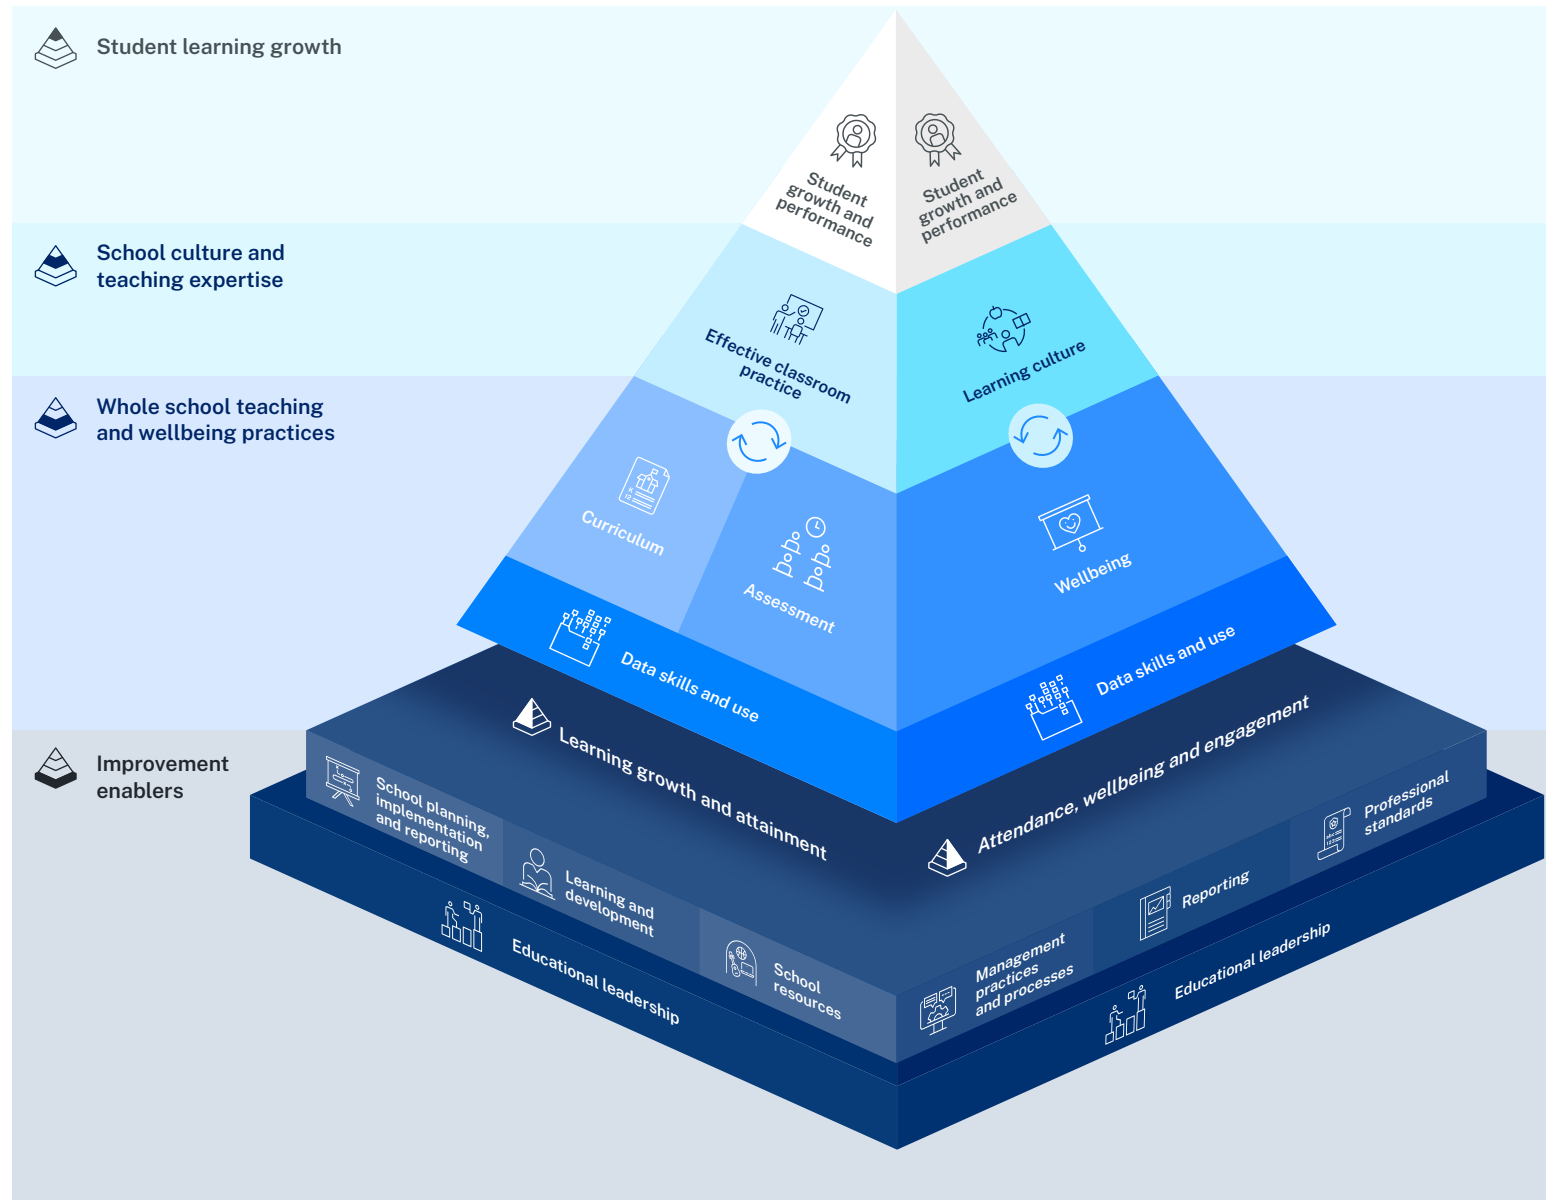 Student learning growth
Student
growth and
performance
Student
growth and
performance
School culture and
teaching expertise
Effective classroom
practice
Learning culture
Whole school teaching
and wellbeing practices
Curriculum
Assessment
Wellbeing
Data skills and use
Data skills and use
Learning growth and attainment
Attendance, wellbeing and engagement
Improvement
enablers
School planning,
implementation
and reporting
Learning and
development
School
resources
Management
practices
and processes
Reporting
Professional
standards
Educational leadership
Educational leadership